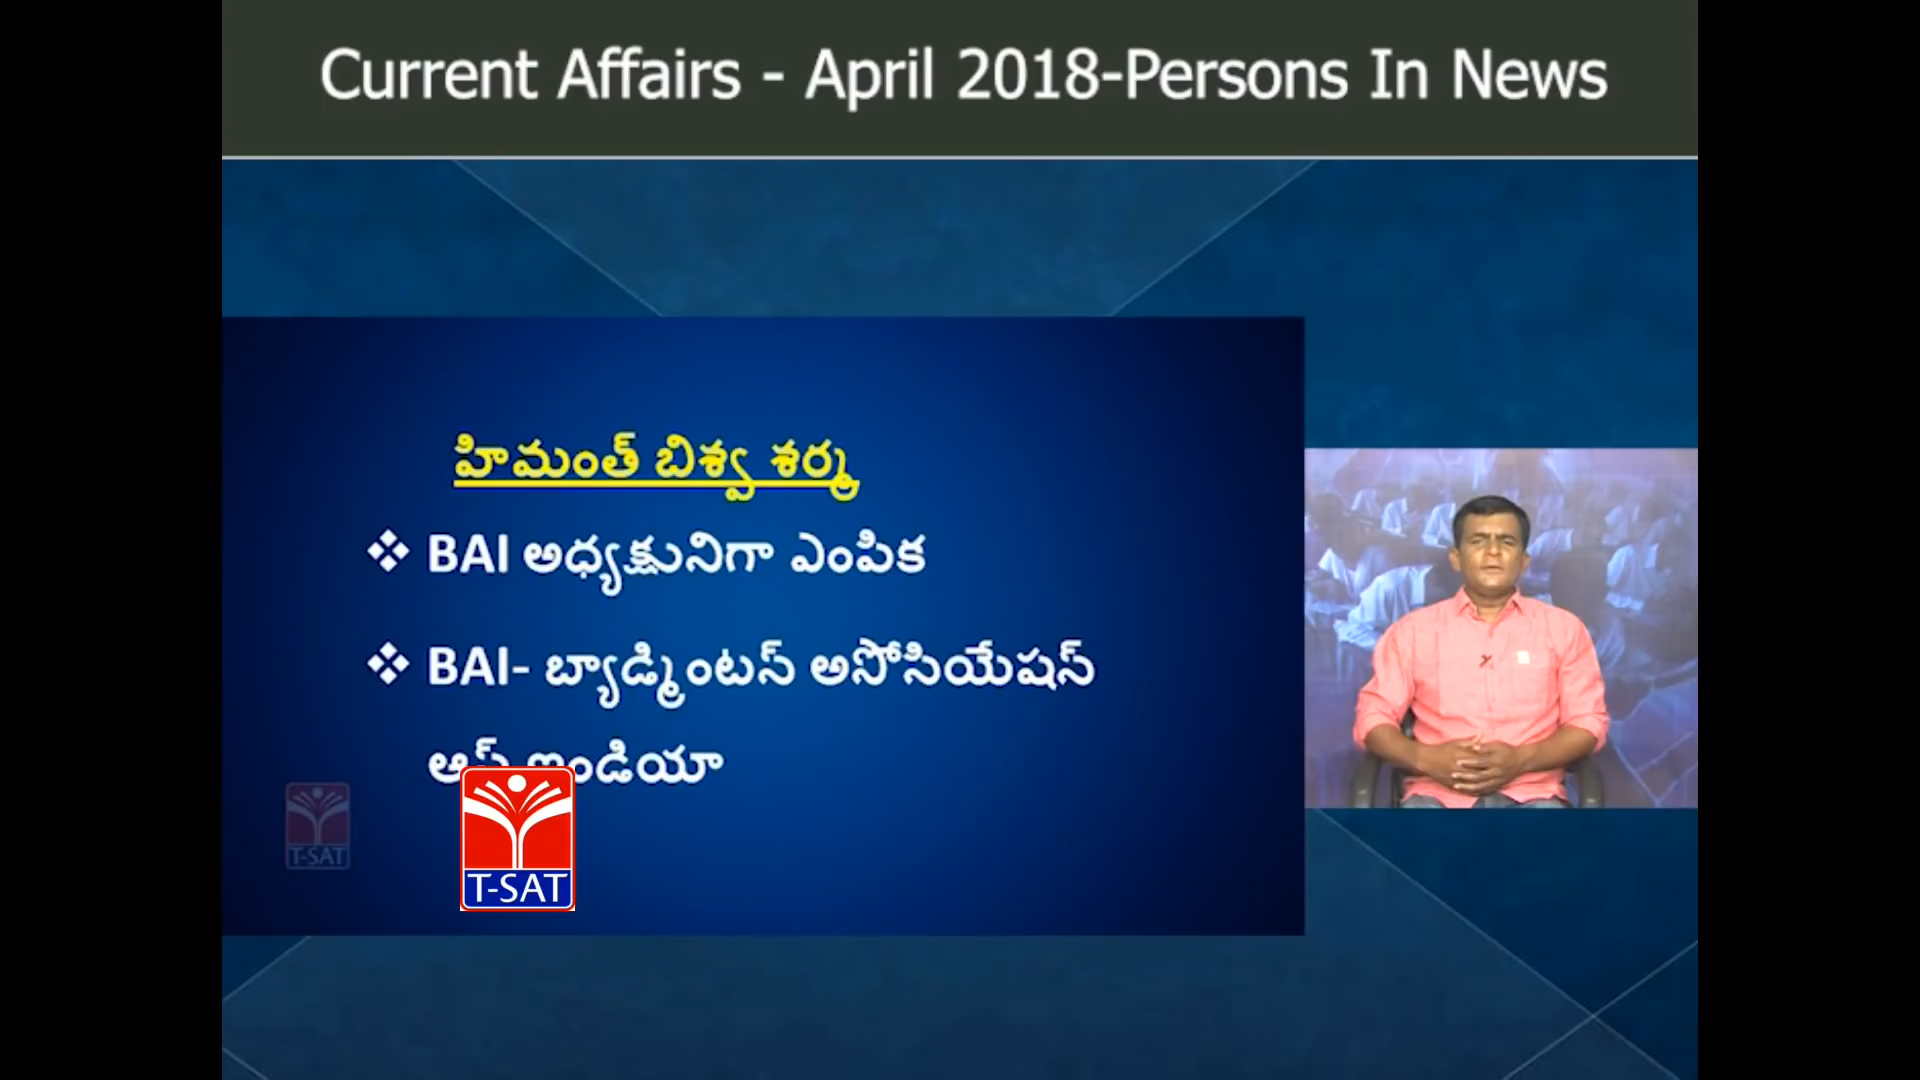 Current Affairs - April 2018-Persons In News
హిమంత్ బిశ్వ శర్మ
❖ BAI అధ్యక్షునిగా ఎంపిక
❖ BAI- బ్యాడ్మింటన్ అసోసియేషన్
ఇండియా
T-SAT
T-SAT